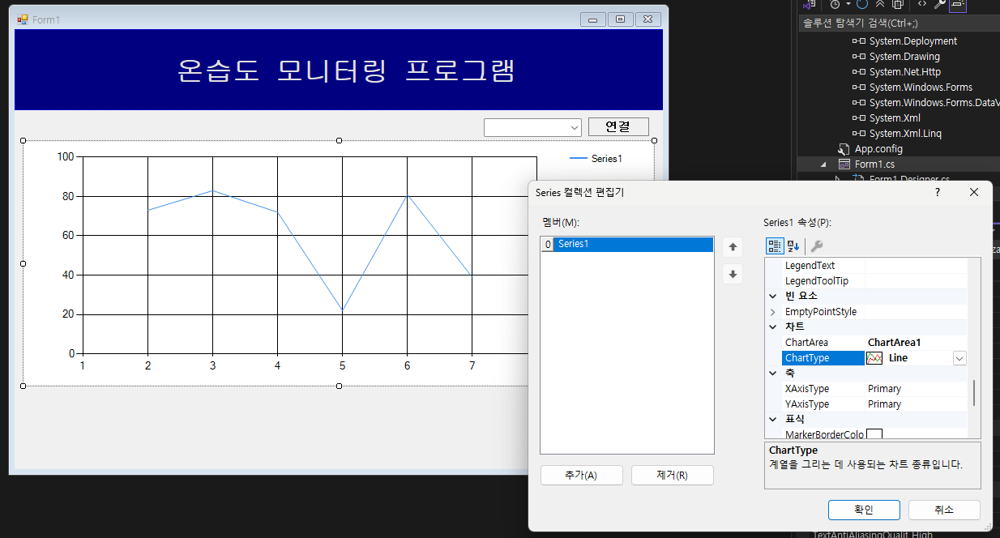 Form1
온습도 모니터링 프로그램
연결
100
80
60
40
20
0
1
2
3
4
5
6
7
Series1
솔루션 탐색기 검색(Ctrl+;)
System.Deployment
System.Drawing
System.Net.Http
System.Windows.Forms
System.Windows.Forms.DataV
System.Xml
System.Xml.Linq
App.config
Form1.cs
Form1.Designer.cs
Series 컬렉션 편집기
?
멤버(M):
0 Series1
추가(A)
제거(R)
Series1 속성(P):
LegendText
LegendToolTip
빈 요소
EmptyPointStyle
차트
ChartArea ChartArea1
ChartType Line
축
XAxisType Primary
YAxisType Primary
표식
MarkerBorderColo
ChartType
계열을 그리는 데 사용되는 차트 종류입니다.
확인
취소
TextAntiAliasingQualit High